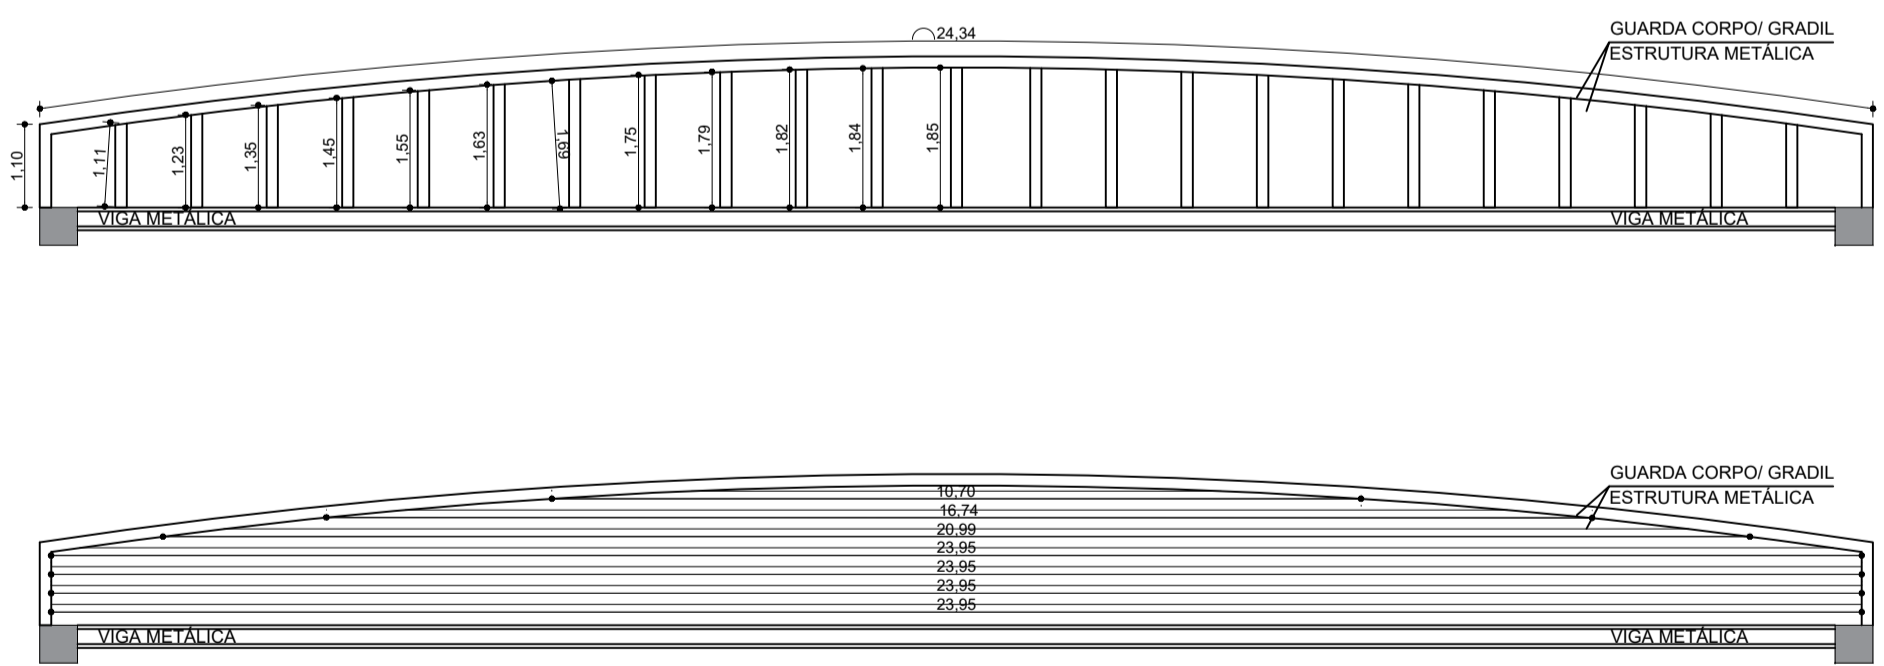 24,34
GUARDA CORPO/ GRADIL
ESTRUTURA METÁLICA
1,10
1,11
1,23
1,35
1,45
1,55
1,63
1,69
1,75
1,79
1,82
1,84
1,85
VIGA METÁLICA
VIGA METÁLICA
GUARDA CORPO/ GRADIL
ESTRUTURA METÁLICA
10,70
16,74
20,99
23,95
23,95
23,95
23,95
VIGA METÁLICA
VIGA METÁLICA